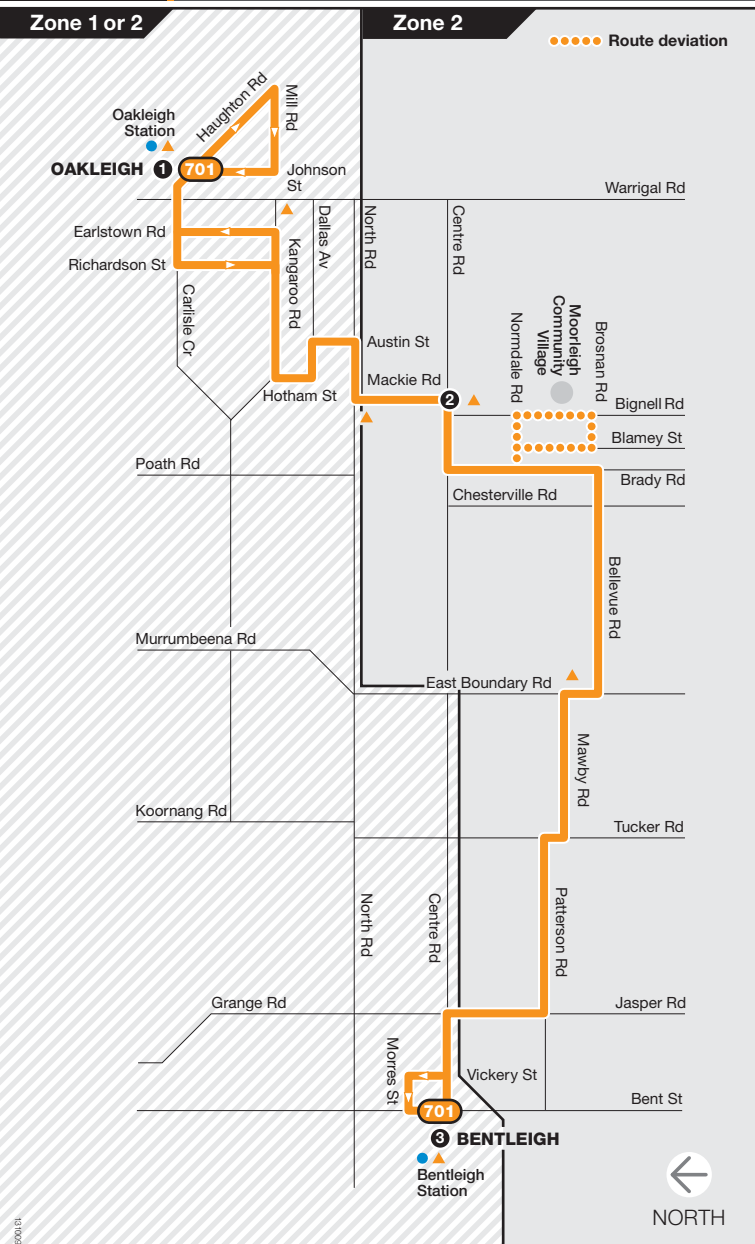 Zone 1 or 2
Zone 2
Route deviation
Haughton Rd
Mill Rd
Oakleigh
Station
OAKLEIGH 1 701
Johnson
St
Warrigal Rd
Earlstown Rd
Richardson St
Carlisle Cr
Kangaroo Rd
Dallas Av
North Rd
Centre Rd
Austin St
Mackie Rd
Hotham St
2
Normdale Rd
Moorleigh
Community
Village
Brosnan Rd
Bignell Rd
Blamey St
Brady Rd
Poath Rd
Chesterville Rd
Bellevue Rd
Murrumbeena Rd
East Boundary Rd
Mawby Rd
Koornang Rd
Tucker Rd
North Rd
Centre Rd
Patterson Rd
Grange Rd
Jasper Rd
Morres St
Vickery St
Bent St
701
3 BENTLEIGH
Bentleigh
Station
NORTH
131009